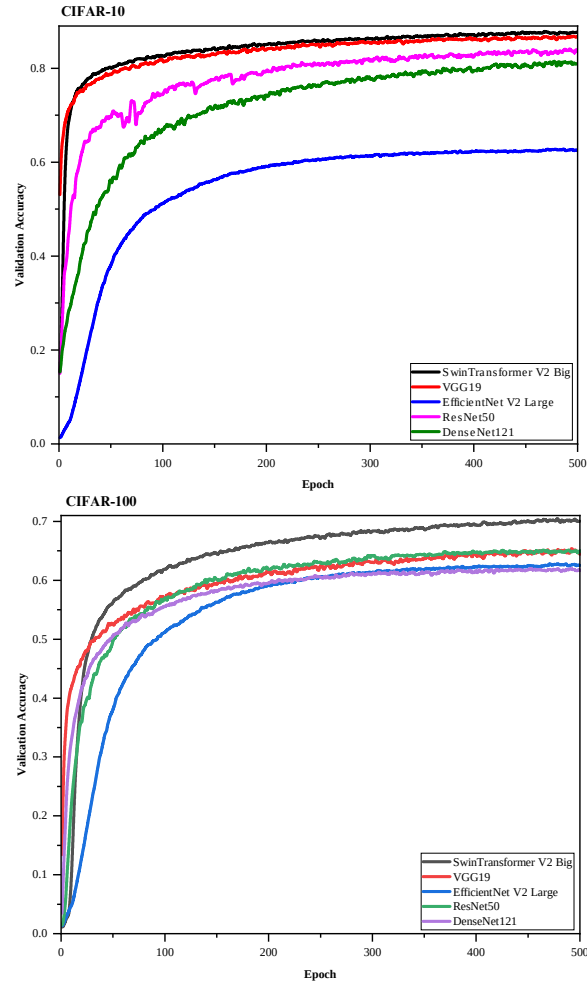 CIFAR-10
0.8
0.6
0.4
0.2
0.0
Validation Accuracy
SwinTransformer V2 Big
VGG19
EfficientNet V2 Large
ResNet50
DenseNet121
0 100 200 300 400 500
Epoch
CIFAR-100
0.7
0.6
0.5
0.4
0.3
0.2
0.1
0.0
Valication Accuracy
SwinTransformer V2 Big
VGG19
EfficientNet V2 Large
ResNet50
DenseNet121
0 100 200 300 400 500
Epoch